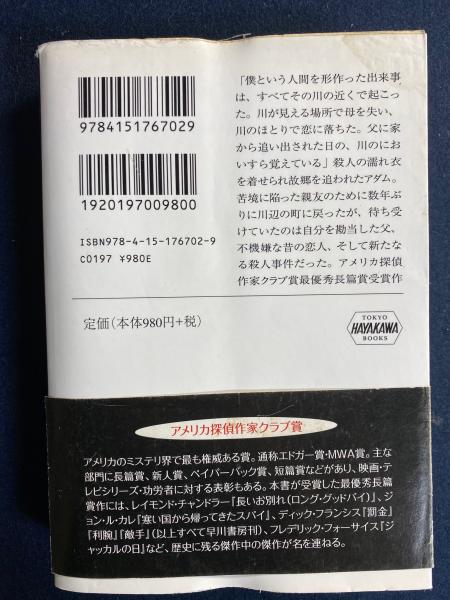 9784151767029
1920197009800
ISBN978-4-15-176702-9
C0197 ¥980E
定価(本体980円+税)
「僕という人間を形作った出来事
は、すべてその川の近くで起こっ
た。川が見える場所で母を失い、
川のほとりで恋に落ちた。父に家
から追い出された日の、川のにお
いすら覚えている」殺人の濡れ衣
を着せられ故郷を追われたアダム。
苦境に陥った親友のために数年ぶ
りに川辺の町に戻ったが、待ち受
けていたのは自分を勘当した父、
不機嫌な昔の恋人、そして新たな
る殺人事件だった。アメリカ探偵
作家クラブ賞最優秀長篇賞受賞作
TOKYO
HAYAKAWA
BOOKS
アメリカ探偵作家クラブ賞
アメリカのミステリ界で最も権威ある賞。通称エドガー賞・MWA賞。主な
部門に長篇賞、新人賞、ペイパーバック賞、短篇賞などがあり、映画・テ
レビシリーズ・功労者に対する表彰もある。本書が受賞した最優秀長篇
賞作には、レイモンド・チャンドラー『長いお別れ(ロング・グッドバイ)』、ジ
ョン・ル・カレ『寒い国から帰ってきたスパイ』、ディック・フランシス『罰金』
『利腕』『敵手』(以上すべて早川書房刊)、フレデリック・フォーサイス『ジ
ャッカルの日』など、歴史に残る傑作中の傑作が名を連ねる。